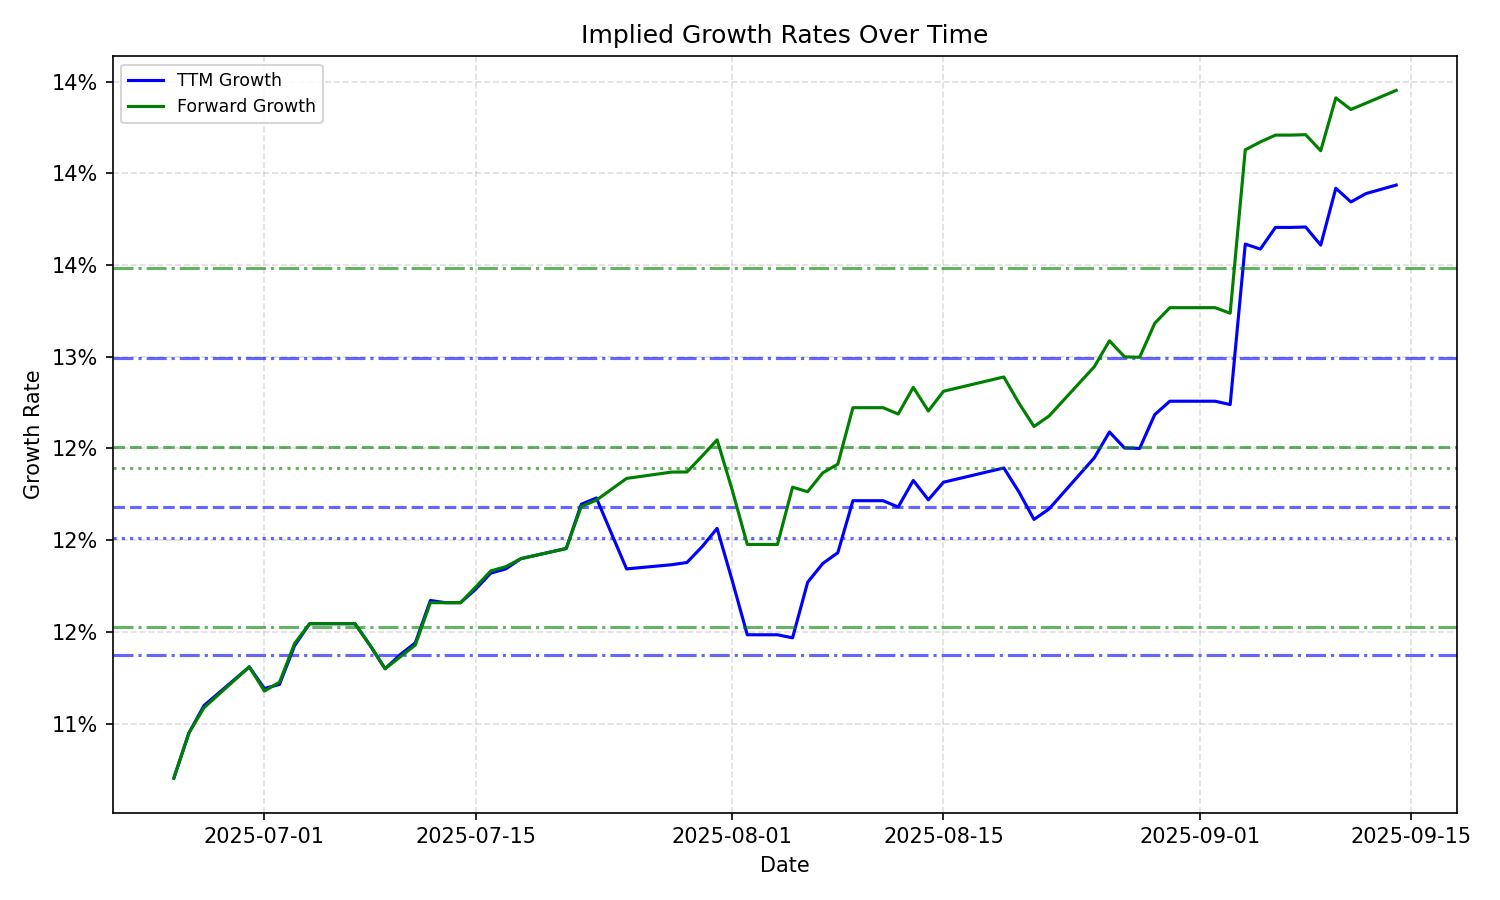 Implied Growth Rates Over Time
TTM Growth
Forward Growth
14%
14%
14%
13%
12%
12%
12%
11%
Growth Rate
2025-07-01
2025-07-15
2025-08-01
2025-08-15
2025-09-01
2025-09-15
Date